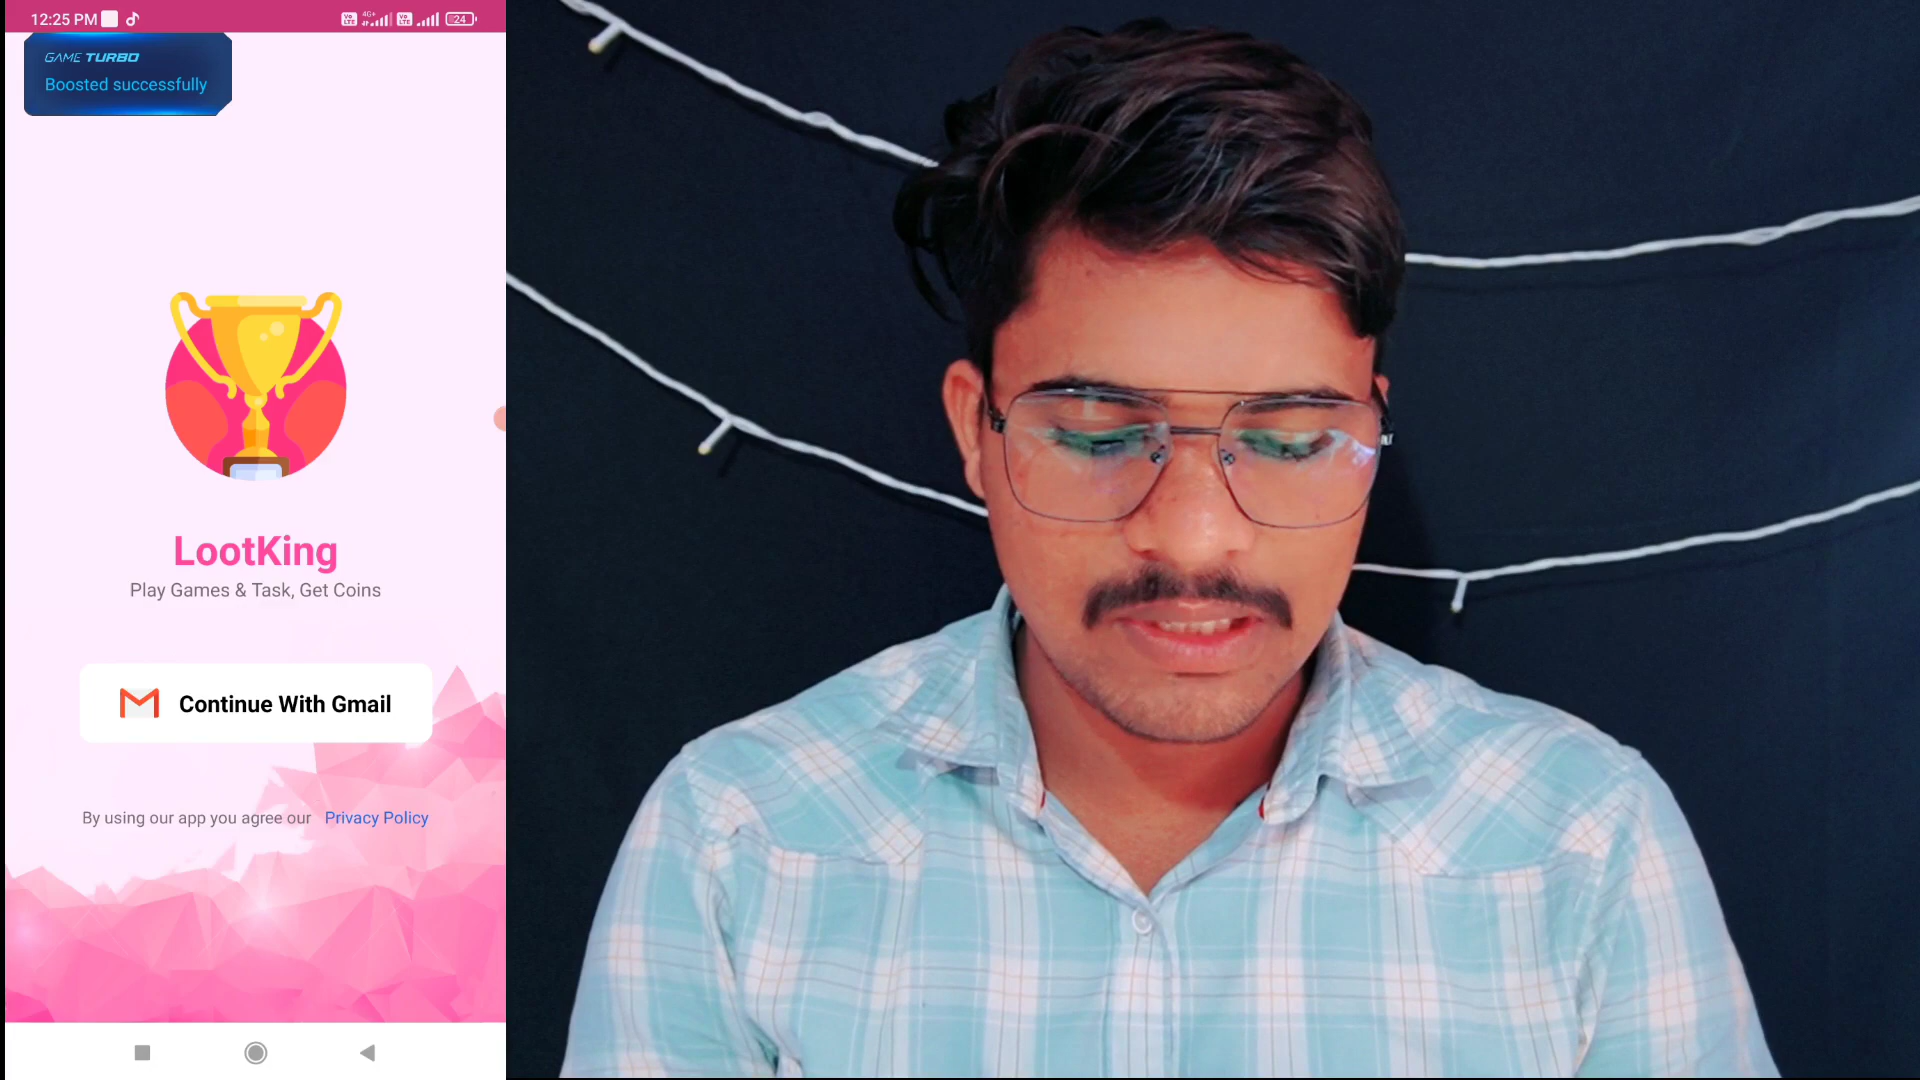 12:25 PM
24
GAME TURBO
Boosted successfully
LootKing
Play Games & Task, Get Coins
Continue With Gmail
By using our app you agree our Privacy Policy